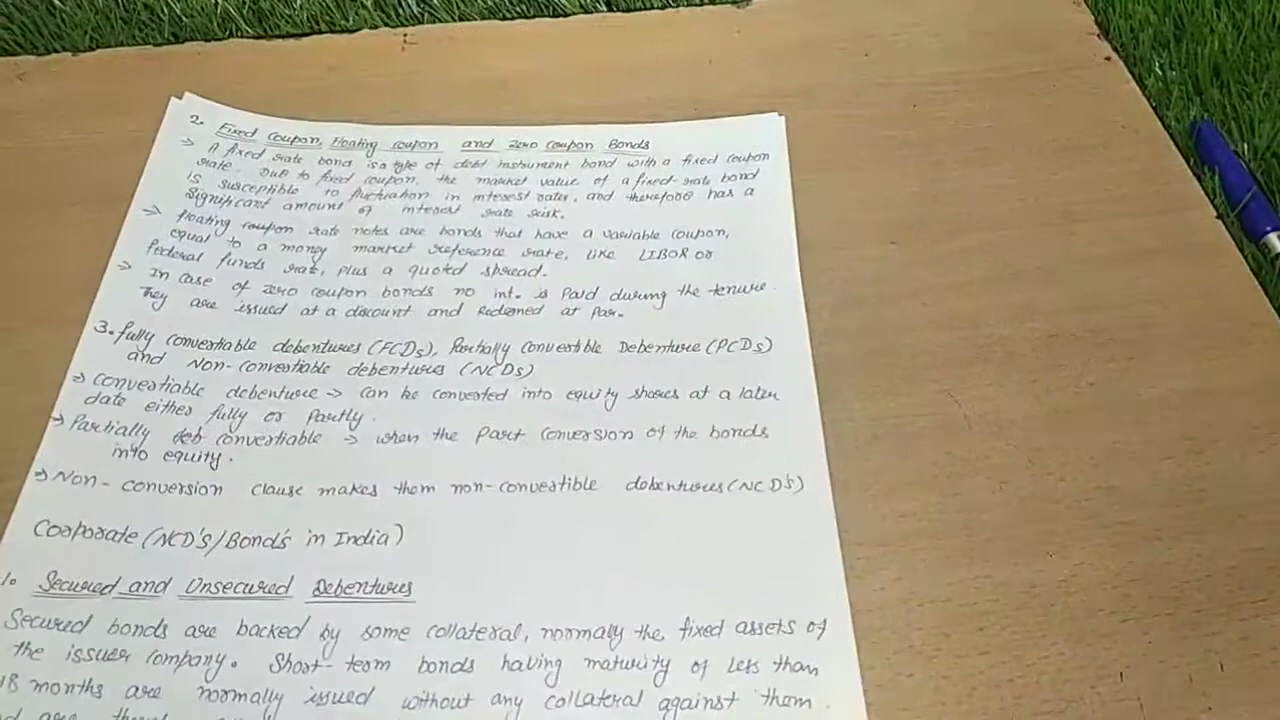 2. Fixed Coupon, Floating coupon and Zero Coupon Bonds
→ A fixed rate bond is a type of debt instrument bond with a fixed coupon
rate. Due to fixed coupon, the market value of a fixed-rate bond
is susceptible to fluctuation in interest rates, and therefore has a
Significant amount of interest rate risk.
→ floating coupon rate notes are bonds that have a variable coupon,
equal to a money market reference rate, like LIBOR or
federal funds rate, plus a quoted spread.
→ In case of zero coupon bonds no int. is Paid during the tenure.
They are issued at a discount and Redeemed at Par.
3. fully convertiable debentures (FCDs), Partially Convertible Debenture (PCDs)
and Non-Convertiable debentures (NCDs)
→ Convertiable debenture → Can be converted into equity shares at a later
date either fully or Partly.
→ Partially deb convertiable → when the Part Conversion of the bonds
into equity.
→ Non-conversion clause makes them non-convertible debentures (NCD's)
Corporate (NCD's/Bond's in India)
1. Secured and Unsecured Debentures
Secured bonds are backed by some collateral, normally the fixed assets of
the issuer company. Short-term bonds having maturity of less than
18 months are normally issued without any collateral against them